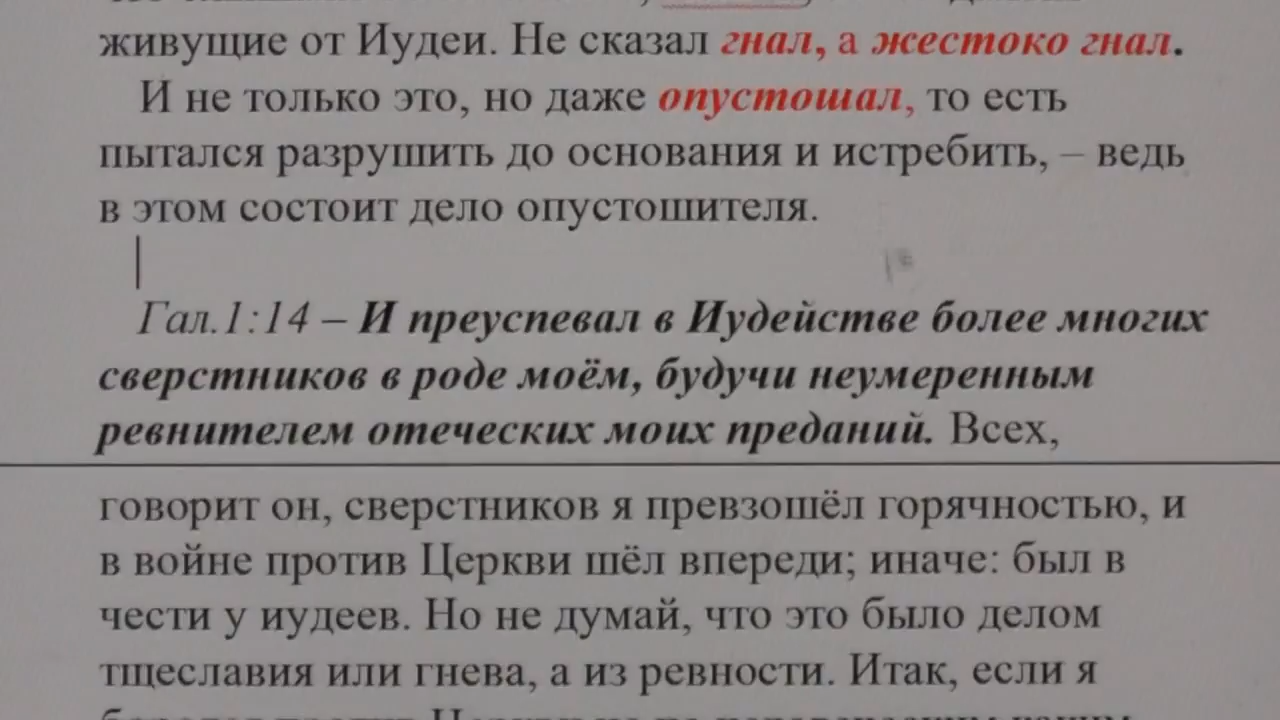 живущие от Иудеи. Не сказал гнал, а жестоко гнал.
И не только это, но даже опустошал, то есть
пытался разрушить до основания и истребить, – ведь
в этом состоит дело опустошителя.
Гал.1:14 – И преуспевал в Иудействе более многих
сверстников в роде моём, будучи неумеренным
ревнителем отеческих моих преданий. Всех,
говорит он, сверстников я превзошёл горячностью, и
в войне против Церкви шёл впереди; иначе: был в
чести у иудеев. Но не думай, что это было делом
тщеславия или гнева, а из ревности. Итак, если я